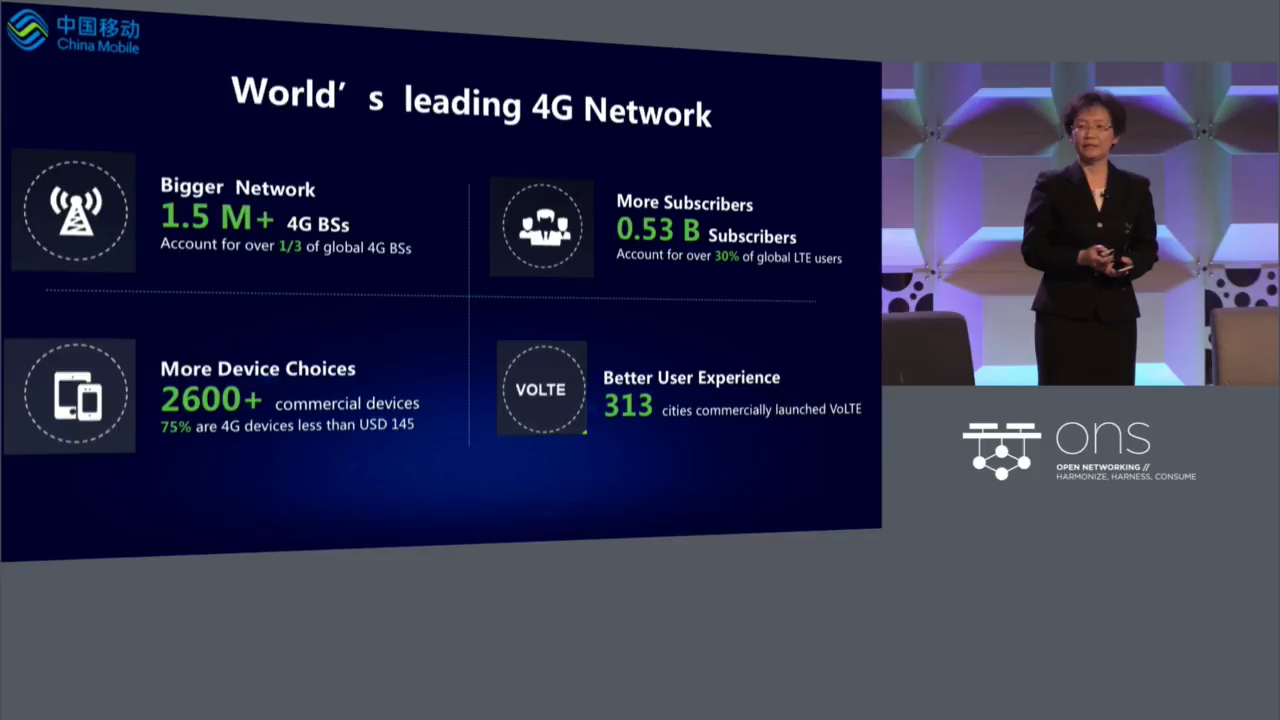 中国移动
China Mobile
World’ s leading 4G Network
Bigger Network
1.5 M+ 4G BSs
Account for over 1/3 of global 4G BSs
More Subscribers
0.53 B Subscribers
Account for over 30% of global LTE users
More Device Choices
2600+ commercial devices
75% are 4G devices less than USD 145
VOLTE
Better User Experience
313 cities commercially launched VoLTE
ons
OPEN NETWORKING //
HARMONIZE, HARNESS, CONSUME